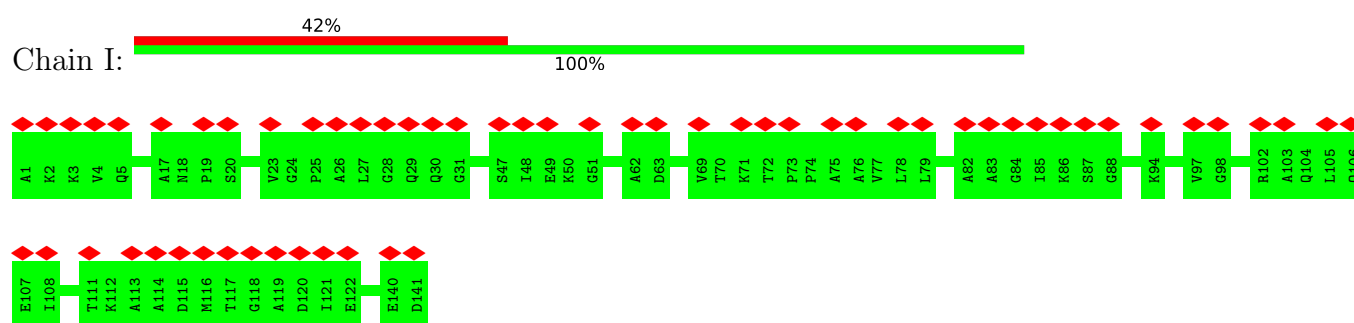 42%
Chain I:
100%
A1 K2 K3 V4 Q5 A17 N18 P19 S20 V23 G24 P25 A26 L27 G28 Q29 Q30 G31 S47 I48 E49 K50 G51 A62 D63 V69 T70 K71 T72 P73 P74 A75 A76 V77 L78 L79 A82 A83 G84 I85 K86 S87 G88 K94 V97 G98 R102 A103 Q104 L105
E107 I108 T111 K112 A113 A114 D115 M116 T117 G118 A119 D120 I121 E122 E140 D141